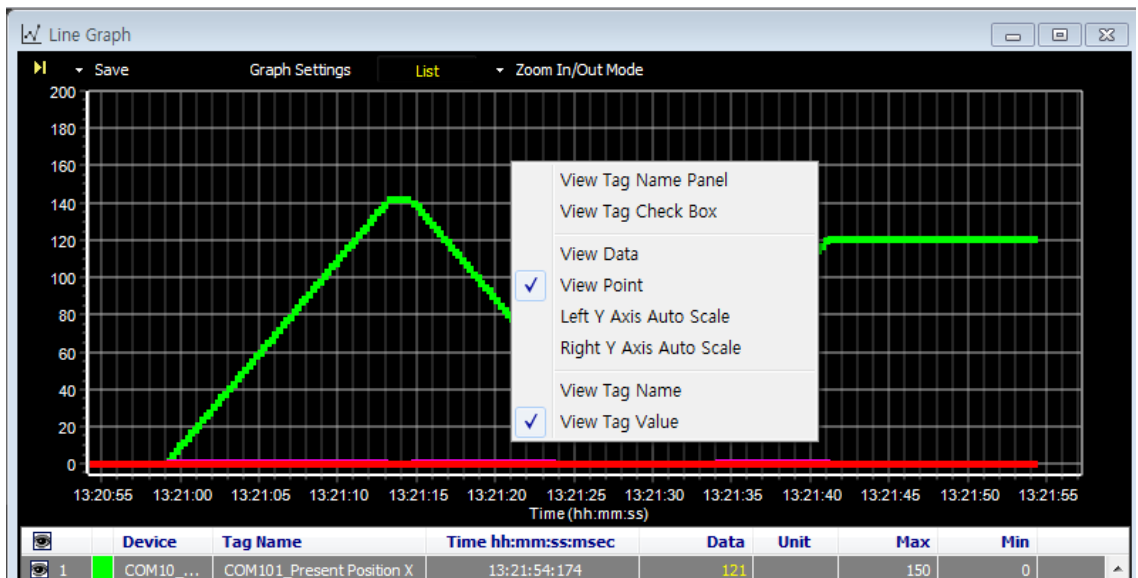 Line Graph
Save Graph Settings List Zoom In/Out Mode
200
180
160
140
120
100
80
60
40
20
0
View Tag Name Panel
View Tag Check Box
View Data
View Point
Left Y Axis Auto Scale
Right Y Axis Auto Scale
View Tag Name
View Tag Value
13:20:55 13:21:00 13:21:05 13:21:10 13:21:15 13:21:20 13:21:25 13:21:30 13:21:35 13:21:40 13:21:45 13:21:50 13:21:55
Time (hh:mm:ss)
Device Tag Name Time hh:mm:ss:msec Data Unit Max Min
1 COM10_... COM101_Present Position X 13:21:54:174 121 150 0